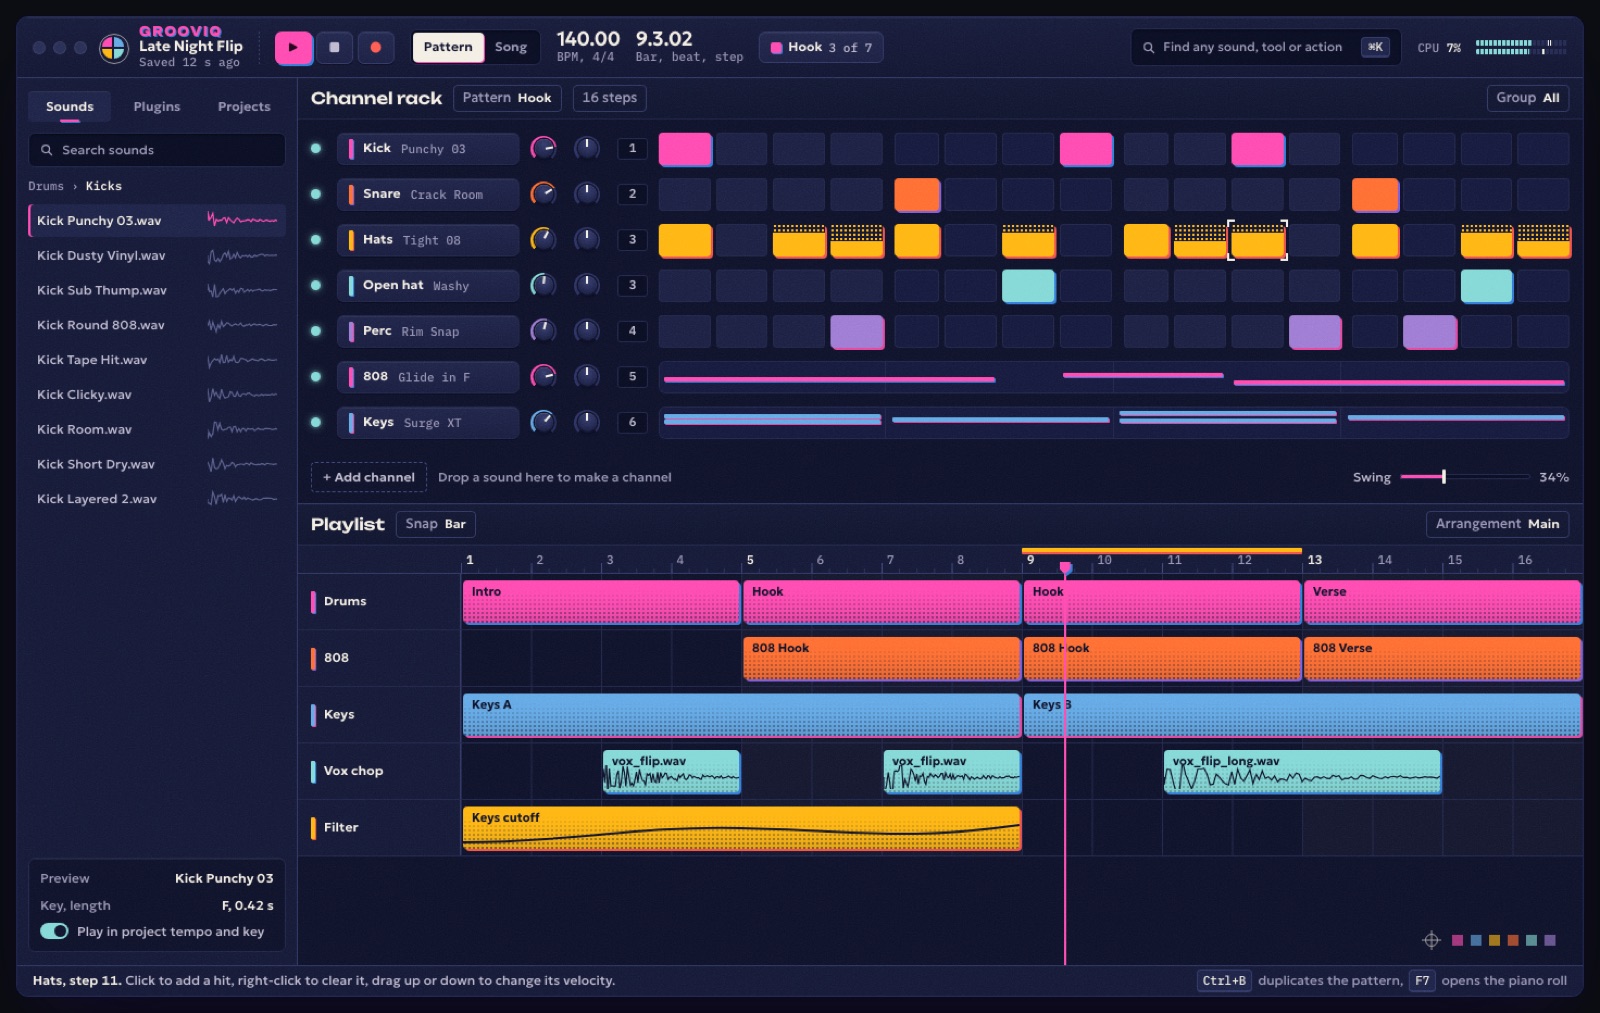 GROOVIQ
Late Night Flip
Saved 12 s ago
Pattern Song
140.00
BPM, 4/4
9.3.02
Bar, beat, step
Hook 3 of 7
Find any sound, tool or action ⌘K
CPU 7%
Sounds Plugins Projects
Search sounds
Drums › Kicks
Kick Punchy 03.wav
Kick Dusty Vinyl.wav
Kick Sub Thump.wav
Kick Round 808.wav
Kick Tape Hit.wav
Kick Clicky.wav
Kick Room.wav
Kick Short Dry.wav
Kick Layered 2.wav
Preview Kick Punchy 03
Key, length F, 0.42 s
Play in project tempo and key
Channel rack Pattern Hook 16 steps Group All
Kick Punchy 03 1
Snare Crack Room 2
Hats Tight 08 3
Open hat Washy 3
Perc Rim Snap 4
808 Glide in F 5
Keys Surge XT 6
+ Add channel Drop a sound here to make a channel Swing 34%
Playlist Snap Bar Arrangement Main
1 2 3 4 5 6 7 8 9 10 11 12 13 14 15 16
Drums Intro Hook Hook Verse
808 808 Hook 808 Hook 808 Verse
Keys Keys A Keys B
Vox chop vox_flip.wav vox_flip.wav vox_flip_long.wav
Filter Keys cutoff
Hats, step 11. Click to add a hit, right-click to clear it, drag up or down to change its velocity.
Ctrl+B duplicates the pattern, F7 opens the piano roll